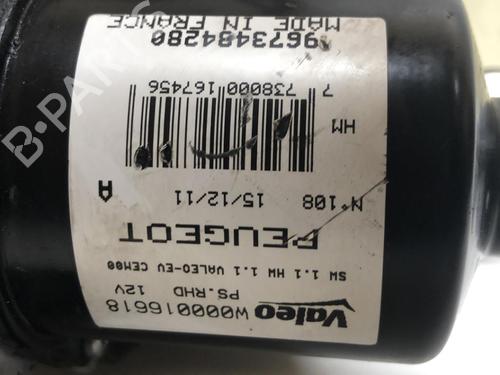 Valeo W000016618
PS.RHD 12V
SW 1.1 HW 1.1 VALEO-EV CEM00
PEUGEOT
N°108 15/12/11 A
HM
7 738000 167456
9673484280
MADE IN FRANCE
B-PARTS